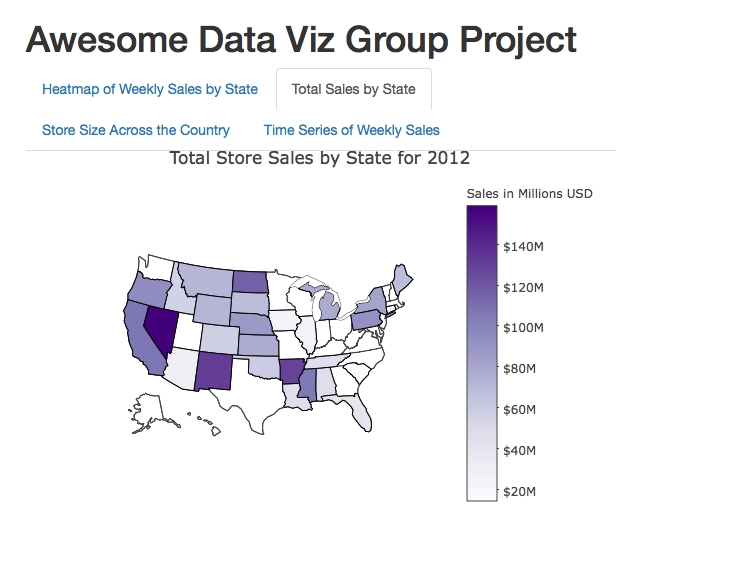 Awesome Data Viz Group Project
Heatmap of Weekly Sales by State Total Sales by State
Store Size Across the Country Time Series of Weekly Sales
Total Store Sales by State for 2012
Sales in Millions USD
$140M
$120M
$100M
$80M
$60M
$40M
$20M